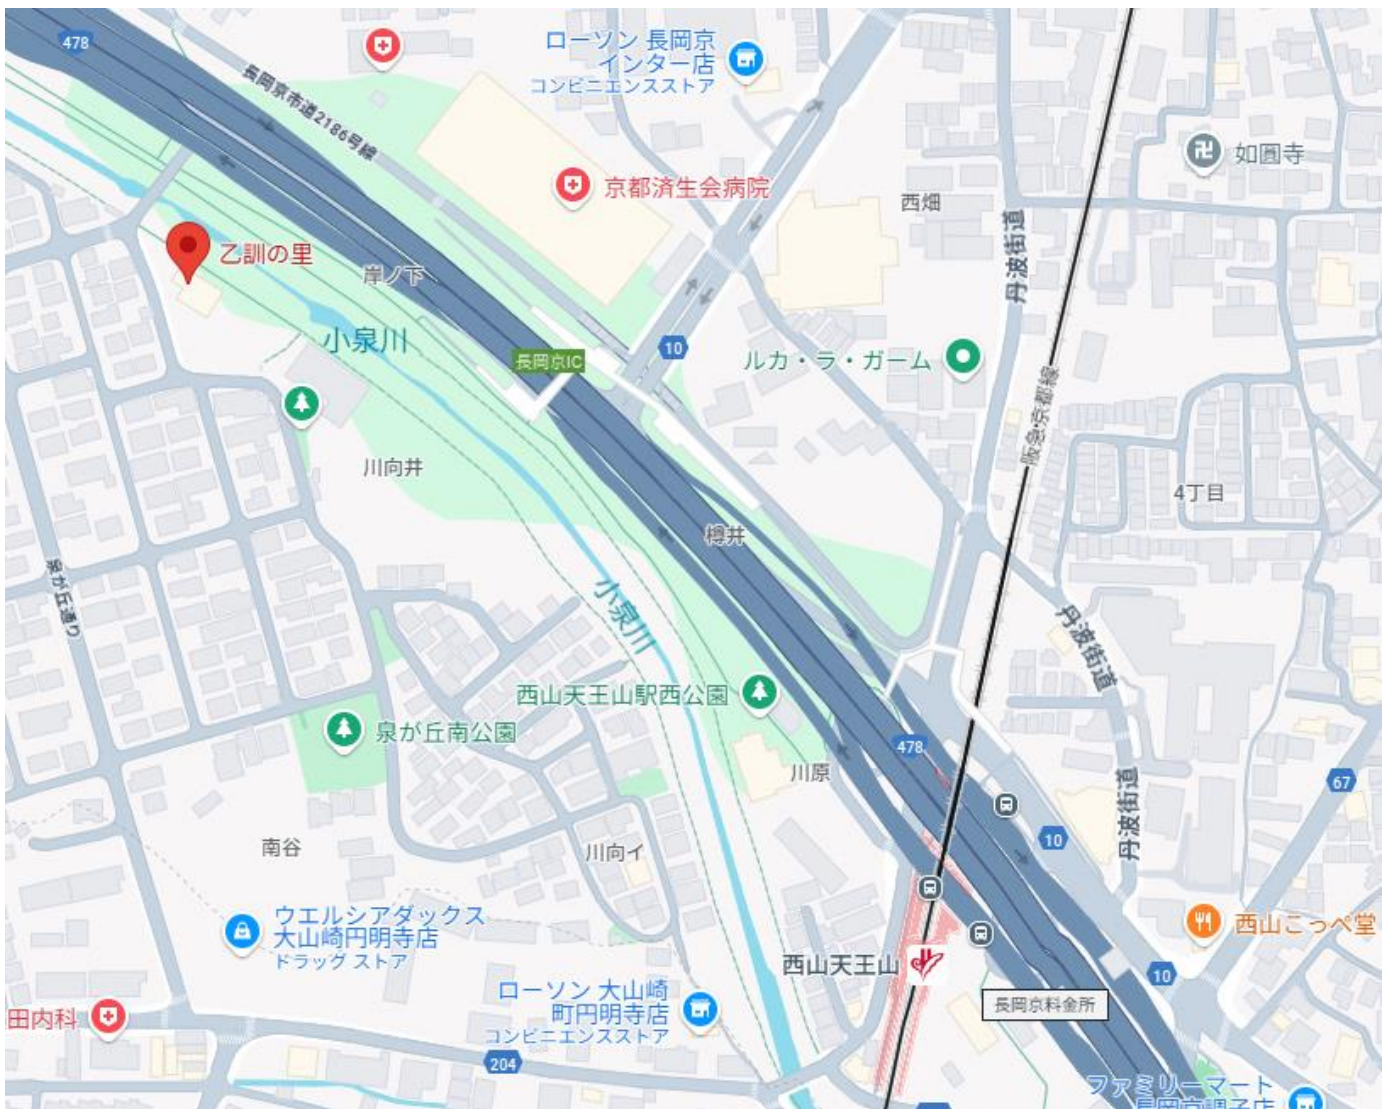 478
長岡京市道2186号線
ローソン 長岡京
インター店
コンビニエンスストア
京都済生会病院
如圓寺
西畑
丹波街道
乙訓の里
岸ノ下
小泉川
長岡京IC
10
ルカ・ラ・ガーム
阪急京都線
川向井
4丁目
樽井
泉が丘通り
小泉川
丹波街道
西山天王山駅西公園
泉が丘南公園
478
川原
67
丹波街道
10
南谷
川向イ
ウエルシアダックス
大山崎円明寺店
ドラッグ ストア
西山こっぺ堂
西山天王山
10
長岡京料金所
ローソン 大山崎
町円明寺店
コンビニエンスストア
田内科
204
ファミリーマート
長岡京調子店